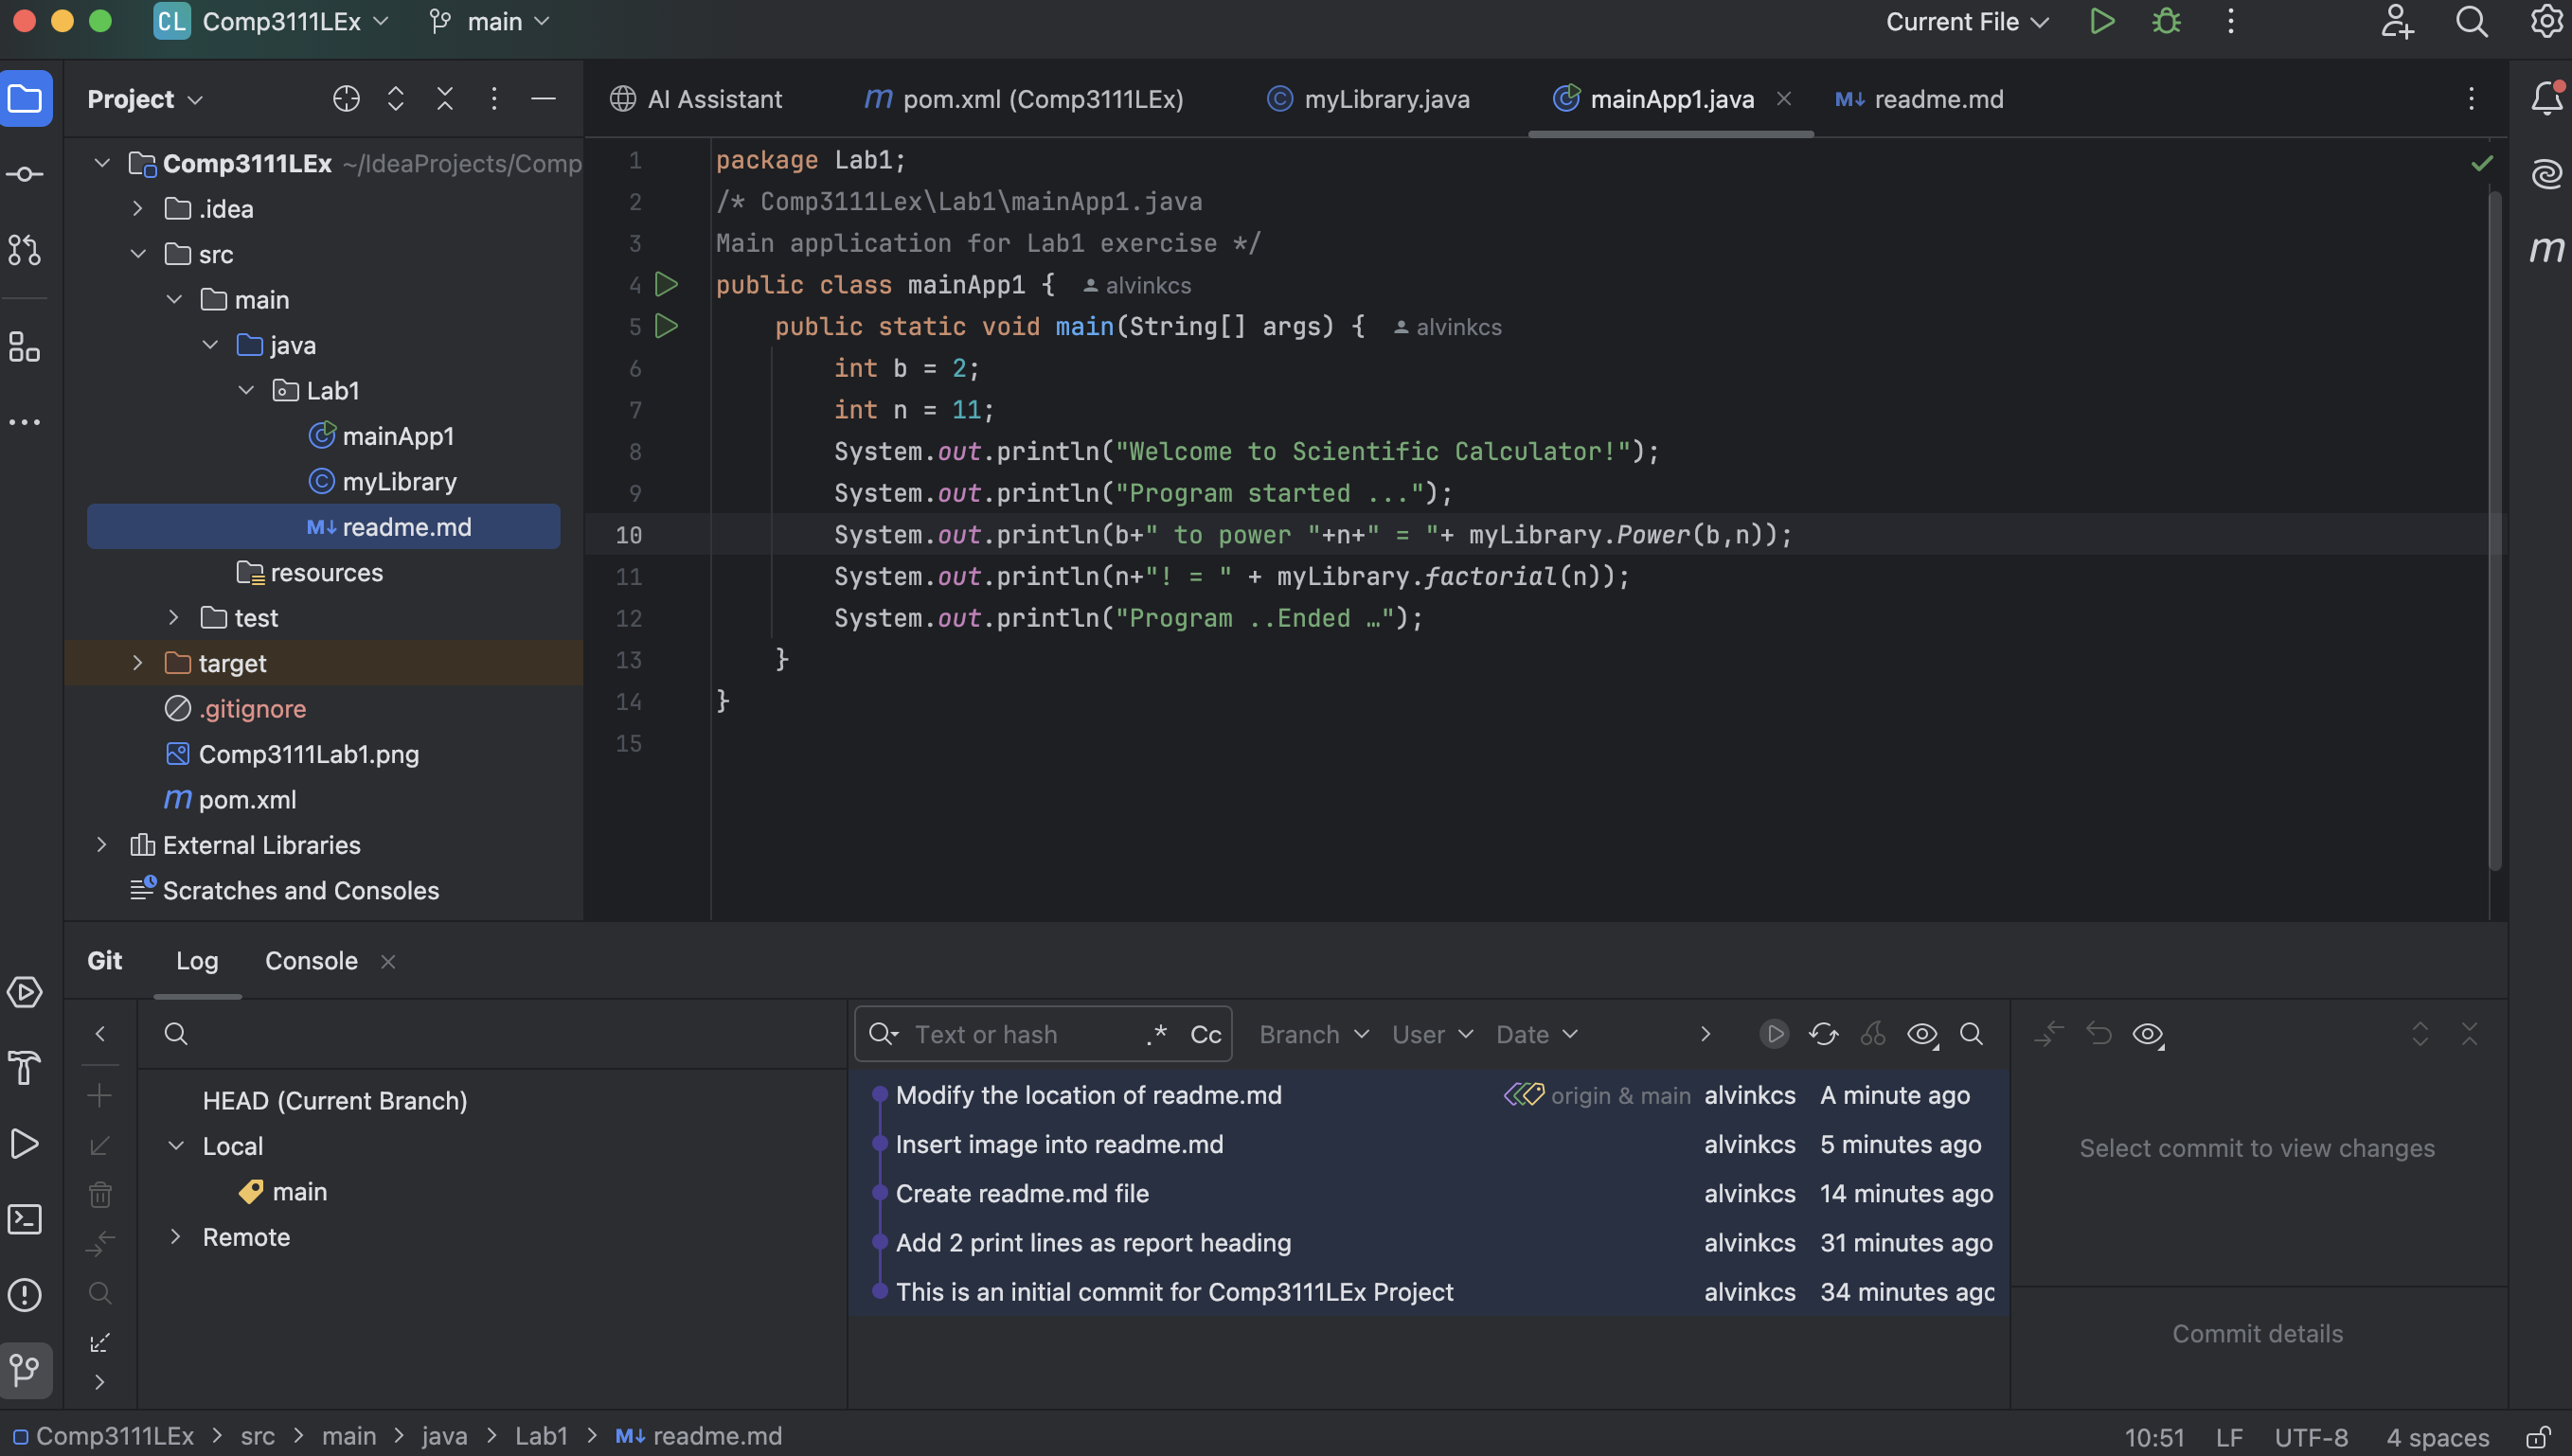 CL Comp3111LEx main Current File
Project
AI Assistant
m pom.xml (Comp3111LEx)
C myLibrary.java
C mainApp1.java
M↓ readme.md
Comp3111LEx ~/IdeaProjects/Comp
.idea
src
main
java
Lab1
C mainApp1
C myLibrary
M↓ readme.md
resources
test
target
.gitignore
Comp3111Lab1.png
m pom.xml
External Libraries
Scratches and Consoles
1 package Lab1;
2 /* Comp3111Lex\Lab1\mainApp1.java
3 Main application for Lab1 exercise */
4 public class mainApp1 { alvinkcs
5 public static void main(String[] args) { alvinkcs
6 int b = 2;
7 int n = 11;
8 System.out.println("Welcome to Scientific Calculator!");
9 System.out.println("Program started ...");
10 System.out.println(b+" to power "+n+" = "+ myLibrary.Power(b,n));
11 System.out.println(n+"! = " + myLibrary.factorial(n));
12 System.out.println("Program ..Ended …");
13 }
14 }
15
m
Git Log Console
Text or hash .* Cc Branch User Date
HEAD (Current Branch)
Local
main
Remote
Modify the location of readme.md origin & main alvinkcs A minute ago
Insert image into readme.md alvinkcs 5 minutes ago
Create readme.md file alvinkcs 14 minutes ago
Add 2 print lines as report heading alvinkcs 31 minutes ago
This is an initial commit for Comp3111LEx Project alvinkcs 34 minutes ago
Select commit to view changes
Commit details
Comp3111LEx > src > main > java > Lab1 > M↓ readme.md
10:51 LF UTF-8 4 spaces